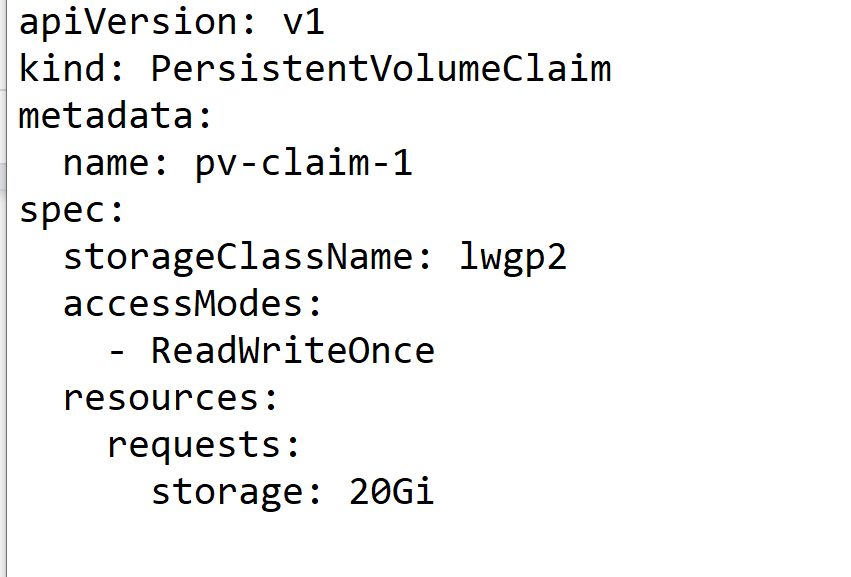 apiVersion: v1
kind: PersistentVolumeClaim
metadata:
  name: pv-claim-1
spec:
  storageClassName: lwgp2
  accessModes:
    - ReadWriteOnce
  resources:
    requests:
      storage: 20Gi